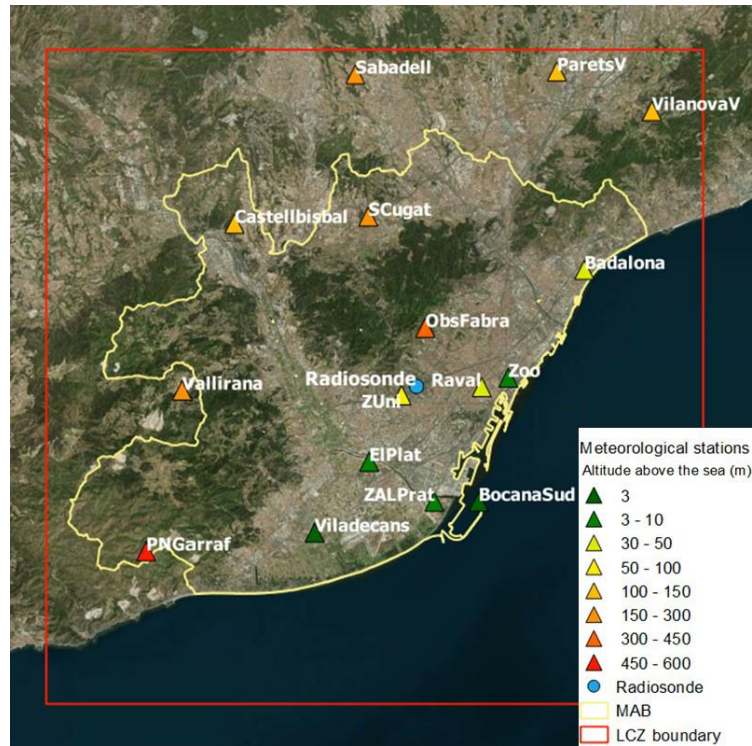 Sabadell
ParetsV
VilanovaV
Castellbisbal
SCugat
Badalona
ObsFabra
Radiosonde
Raval
Zoo
Vallirana
ZUni
ElPlat
ZALPrat
BocanaSud
Viladecans
PNGarraf
Meteorological stations
Altitude above the sea (m)
3
3 - 10
30 - 50
50 - 100
100 - 150
150 - 300
300 - 450
450 - 600
Radiosonde
MAB
LCZ boundary